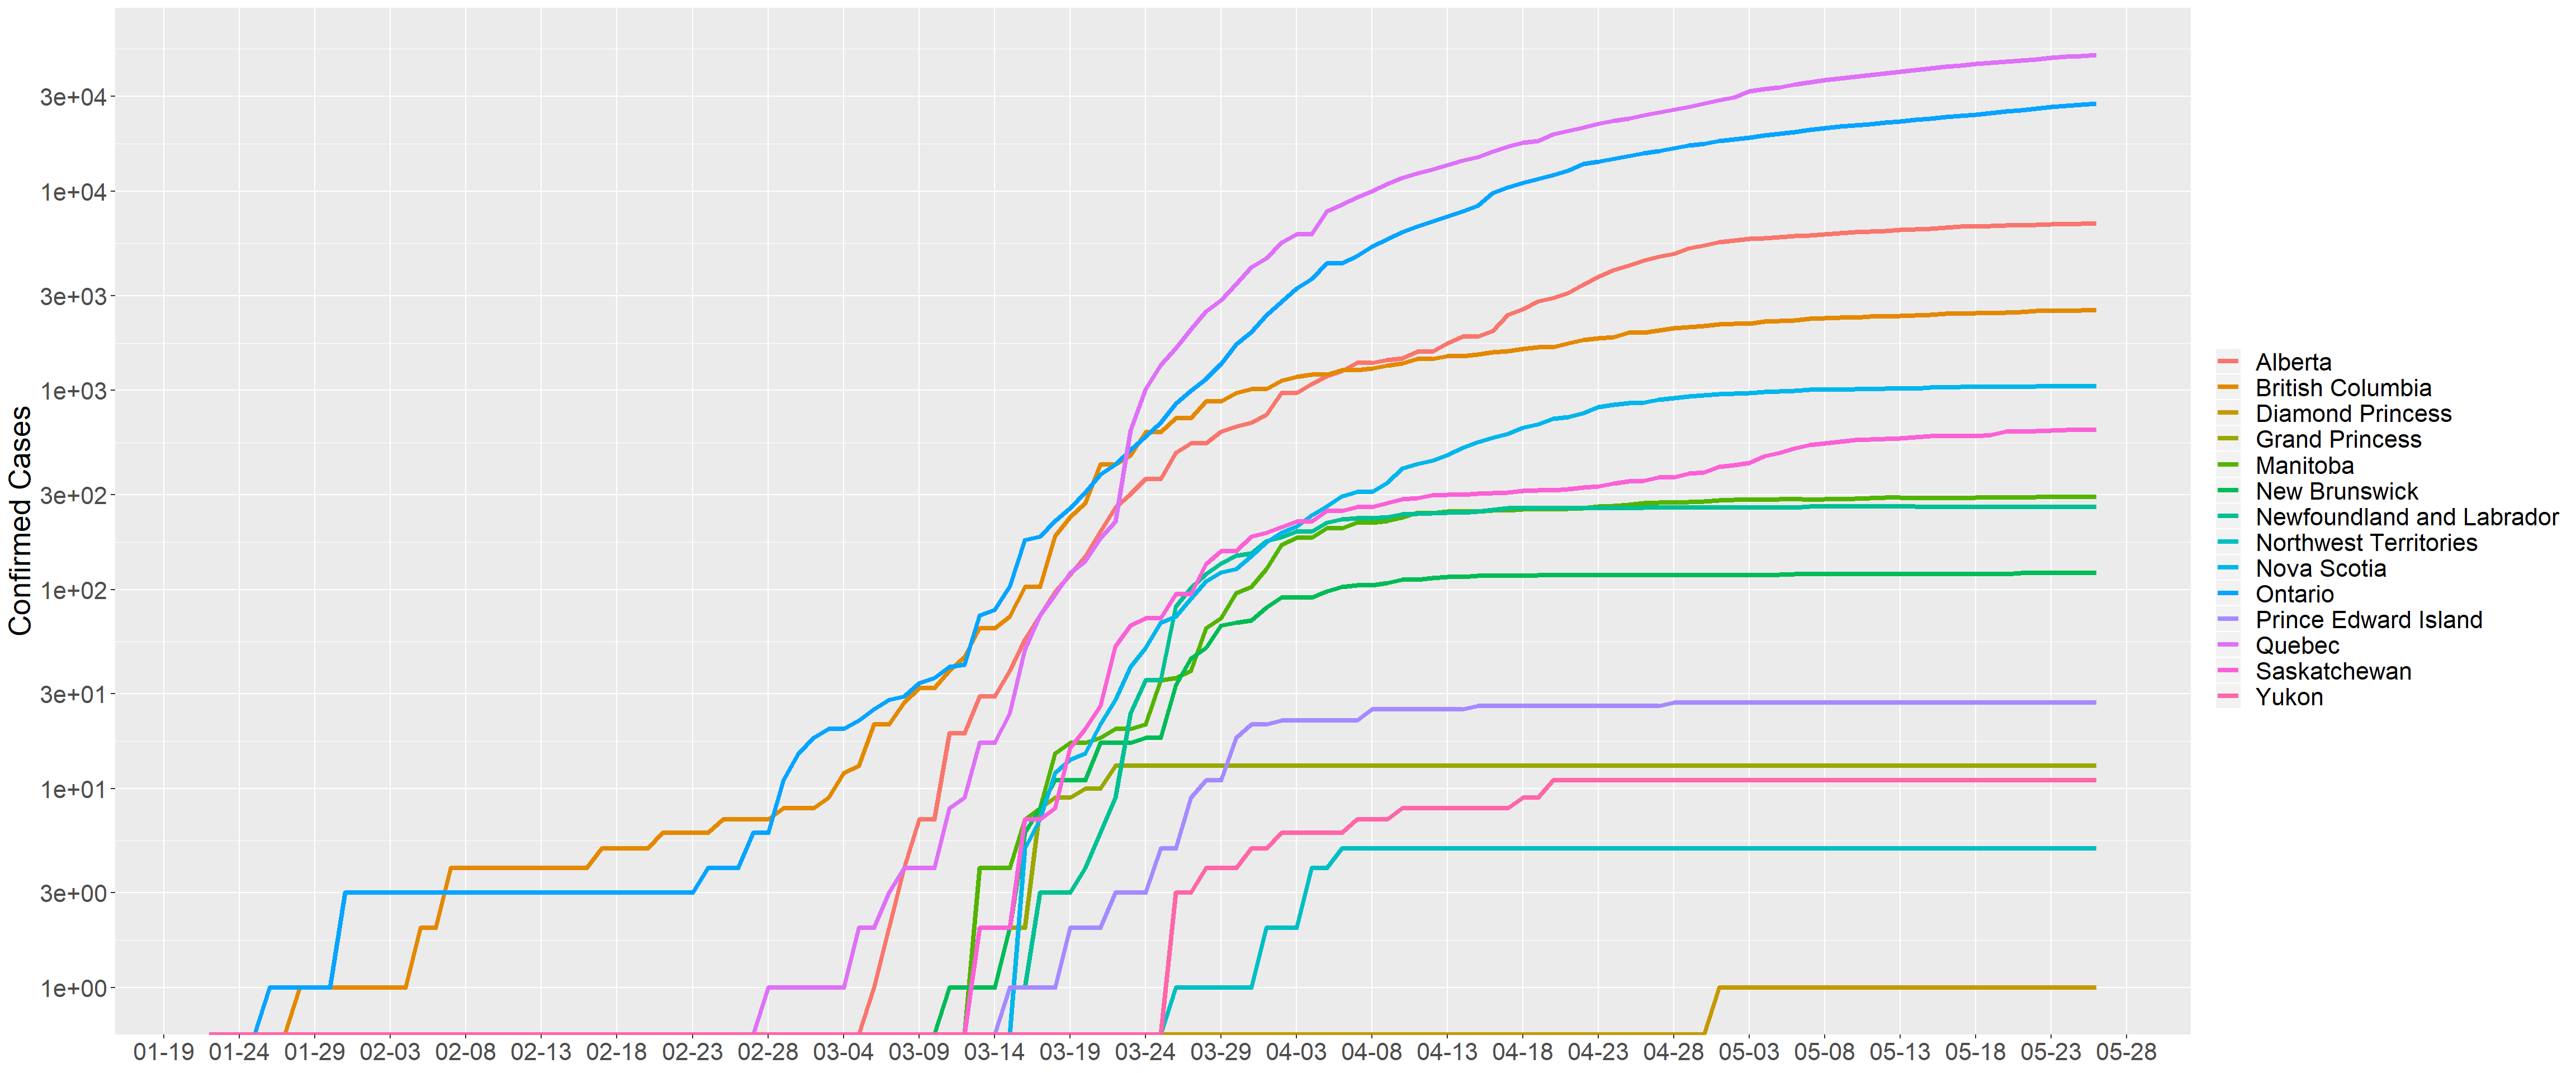 Confirmed Cases
3e+04
1e+04
3e+03
1e+03
3e+02
1e+02
3e+01
1e+01
3e+00
1e+00
01-19 01-24 01-29 02-03 02-08 02-13 02-18 02-23 02-28 03-04 03-09 03-14 03-19 03-24 03-29 04-03 04-08 04-13 04-18 04-23 04-28 05-03 05-08 05-13 05-18 05-23 05-28
Alberta
British Columbia
Diamond Princess
Grand Princess
Manitoba
New Brunswick
Newfoundland and Labrador
Northwest Territories
Nova Scotia
Ontario
Prince Edward Island
Quebec
Saskatchewan
Yukon